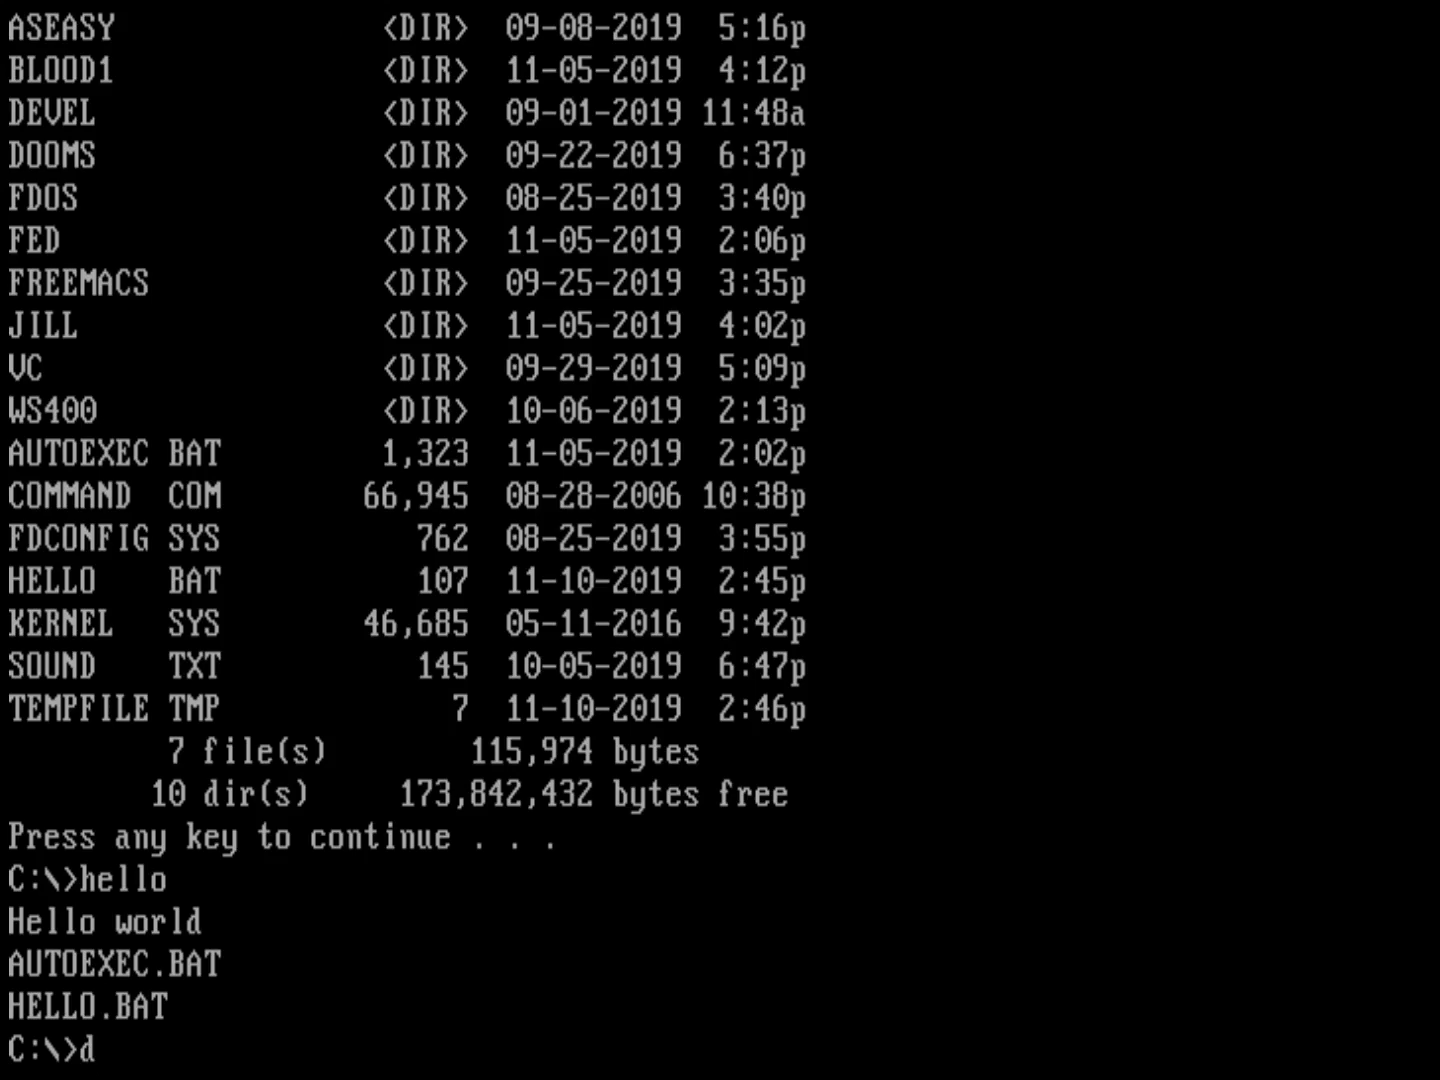 ASEASY <DIR> 09-08-2019 5:16p
BLOOD1 <DIR> 11-05-2019 4:12p
DEVEL <DIR> 09-01-2019 11:48a
DOOMS <DIR> 09-22-2019 6:37p
FDOS <DIR> 08-25-2019 3:40p
FED <DIR> 11-05-2019 2:06p
FREEMACS <DIR> 09-25-2019 3:35p
JILL <DIR> 11-05-2019 4:02p
VC <DIR> 09-29-2019 5:09p
WS400 <DIR> 10-06-2019 2:13p
AUTOEXEC BAT 1,323 11-05-2019 2:02p
COMMAND COM 66,945 08-28-2006 10:38p
FDCONFIG SYS 762 08-25-2019 3:55p
HELLO BAT 107 11-10-2019 2:45p
KERNEL SYS 46,685 05-11-2016 9:42p
SOUND TXT 145 10-05-2019 6:47p
TEMPFILE TMP 7 11-10-2019 2:46p
7 file(s) 115,974 bytes
10 dir(s) 173,842,432 bytes free
Press any key to continue . . .
C:\>hello
Hello world
AUTOEXEC.BAT
HELLO.BAT
C:\>d